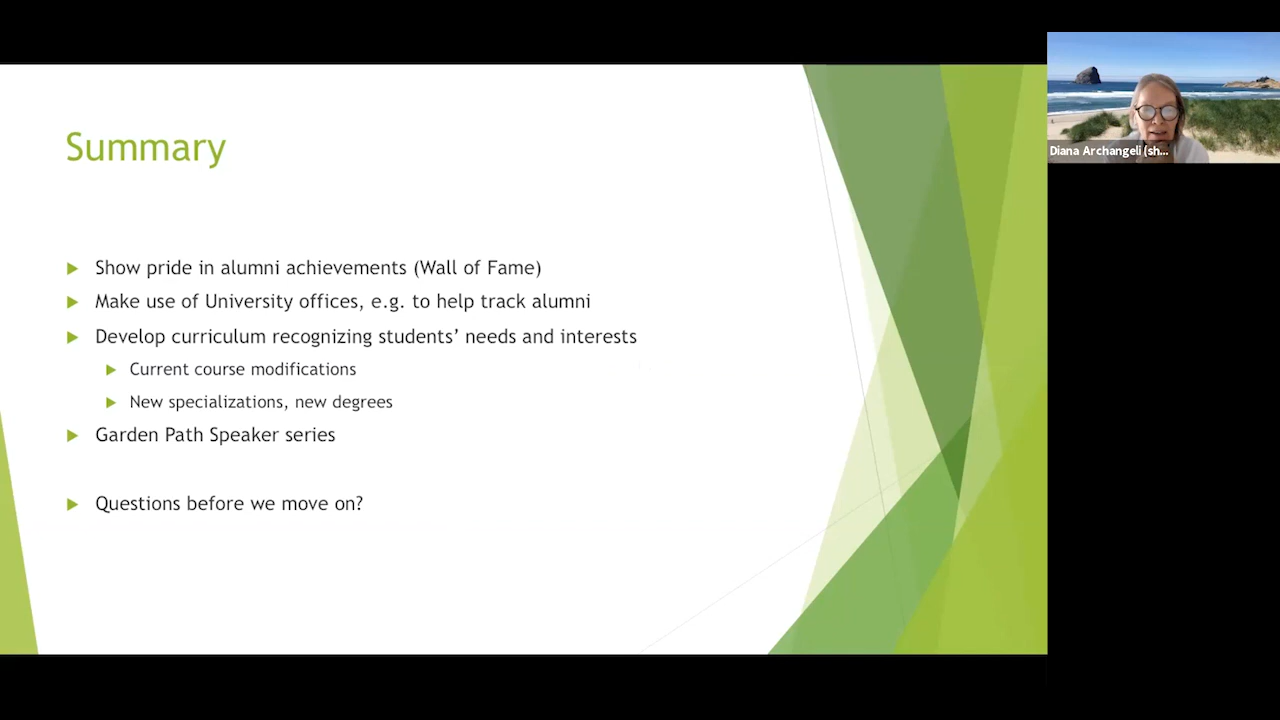 Summary
Show pride in alumni achievements (Wall of Fame)
Make use of University offices, e.g. to help track alumni
Develop curriculum recognizing students’ needs and interests
Current course modifications
New specializations, new degrees
Garden Path Speaker series
Questions before we move on?
Diana Archangeli (sh...